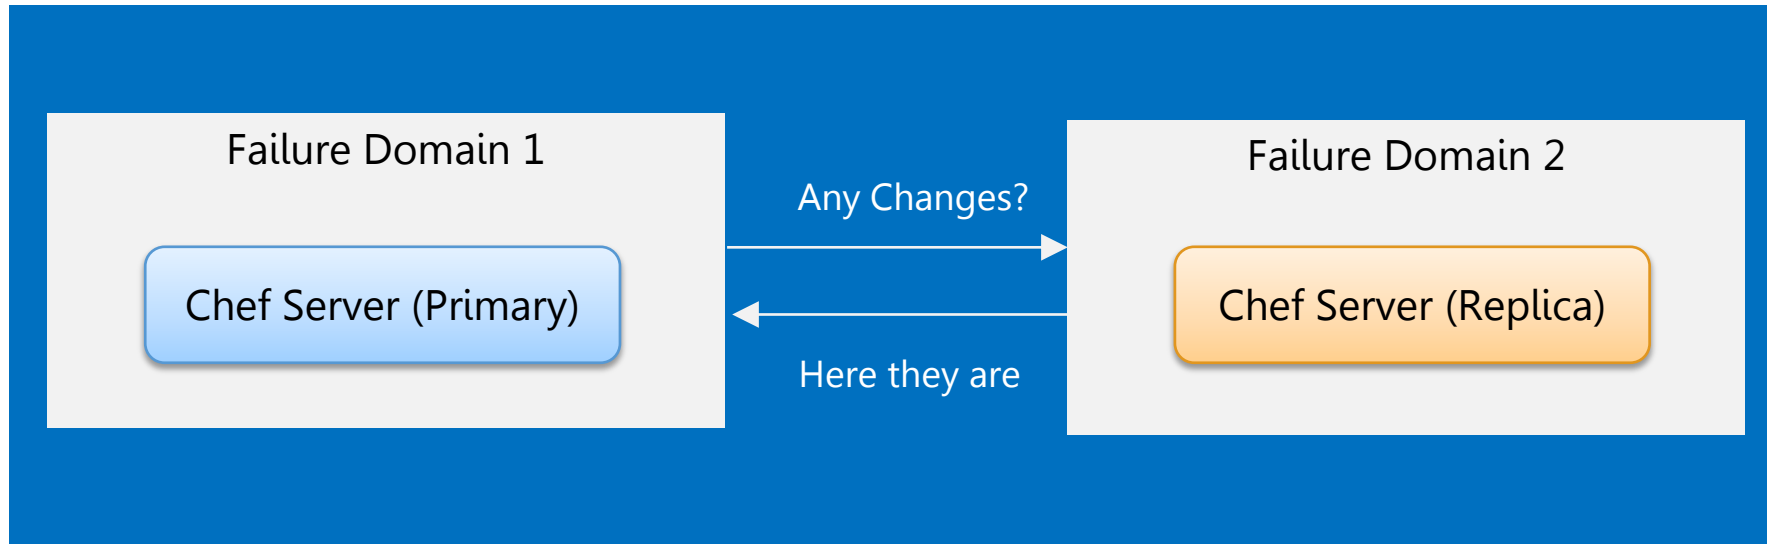 Failure Domain 1
Chef Server (Primary)
Any Changes?
Here they are
Failure Domain 2
Chef Server (Replica)